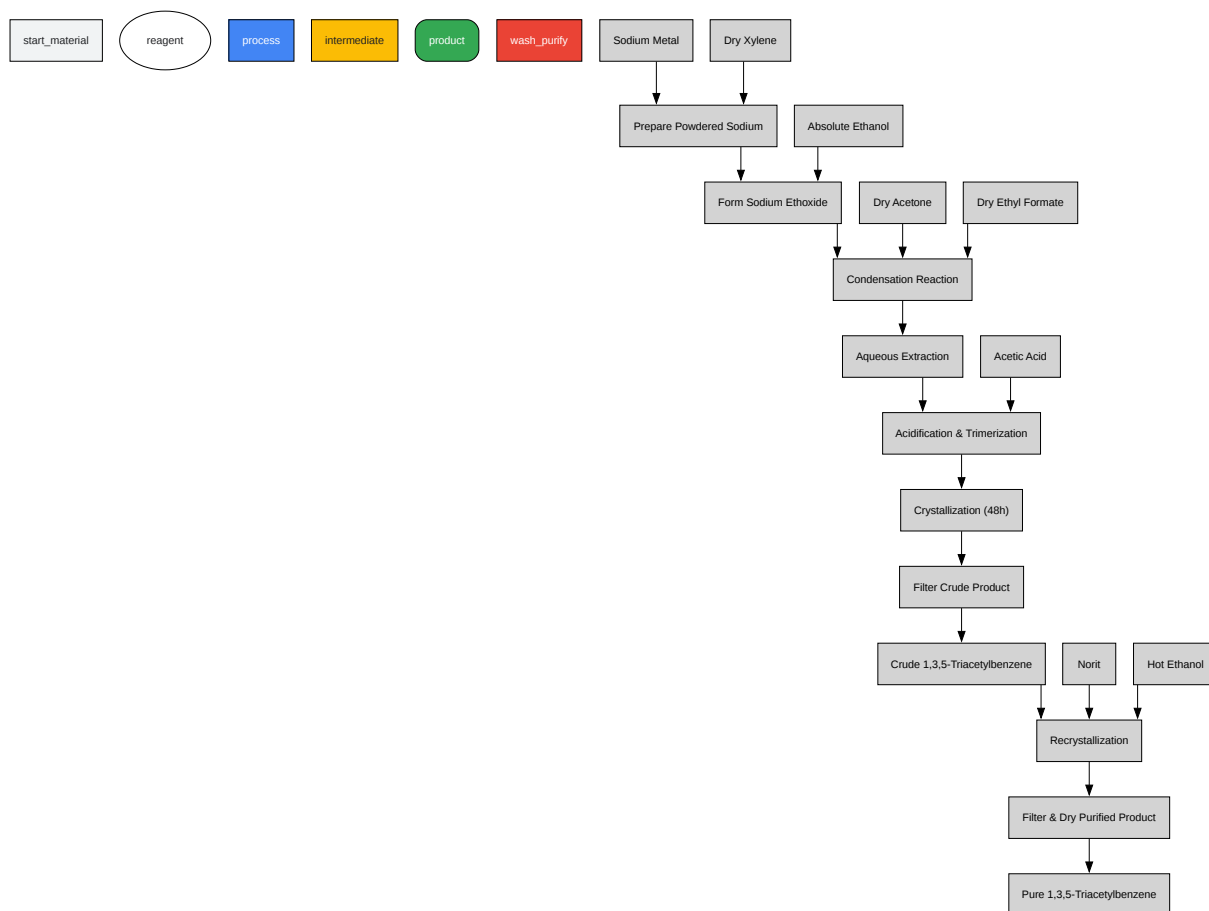 start_material
reagent
process
intermediate
product
wash_purify
Sodium Metal
Dry Xylene
Prepare Powdered Sodium
Absolute Ethanol
Form Sodium Ethoxide
Dry Acetone
Dry Ethyl Formate
Condensation Reaction
Aqueous Extraction
Acetic Acid
Acidification & Trimerization
Crystallization (48h)
Filter Crude Product
Crude 1,3,5-Triacetylbenzene
Norit
Hot Ethanol
Recrystallization
Filter & Dry Purified Product
Pure 1,3,5-Triacetylbenzene